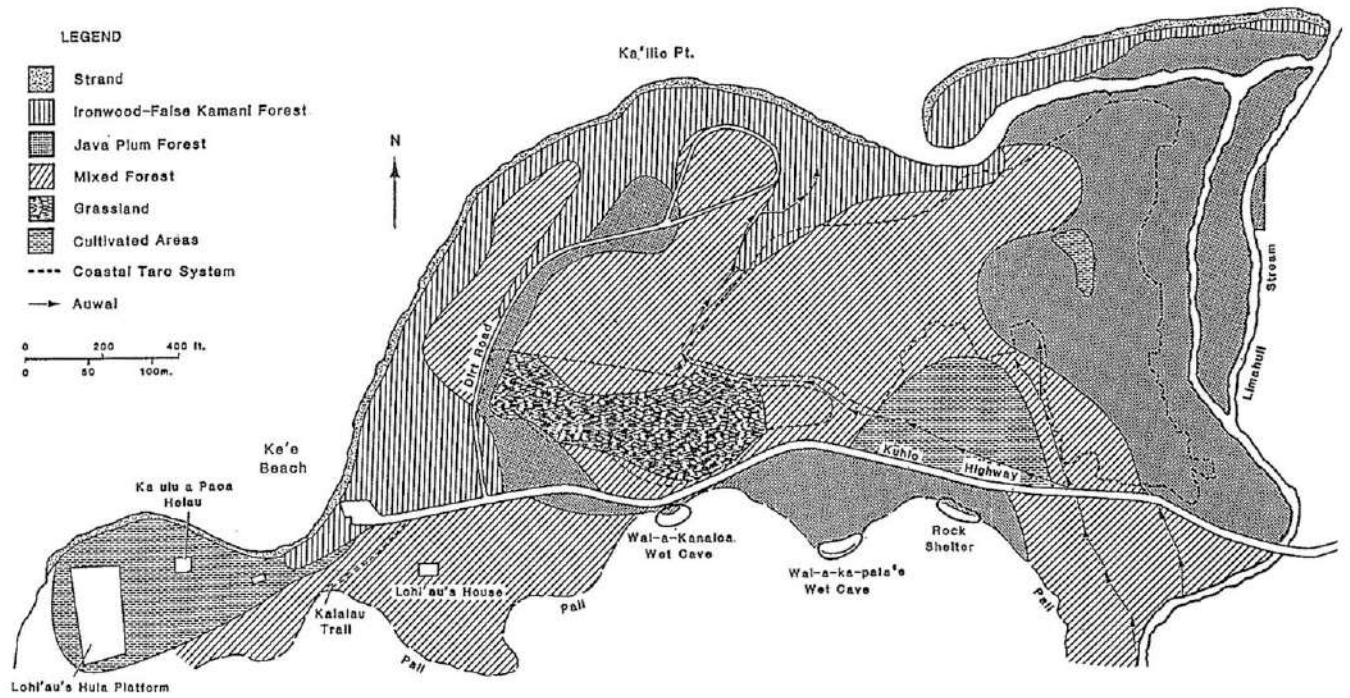 LEGEND
Strand
Ironwood-False Kamani Forest
Java Plum Forest
Mixed Forest
Grassland
Cultivated Areas
Coastal Taro System
Auwai
0 200 400 ft.
0 50 100m.
N
Ka'ilio Pt.
Dirt Road
Ke'e
Beach
Ka ulu a Paoa
Heiau
Kuhio Highway
Limahuli Stream
Wai-a-Kanaloa
Wet Cave
Wai-a-ka-pala'e
Wet Cave
Rock
Shelter
Lohi'au's House
Kalalau
Trail
Pali
Pali
Pali
Lohi'au's Hula Platform